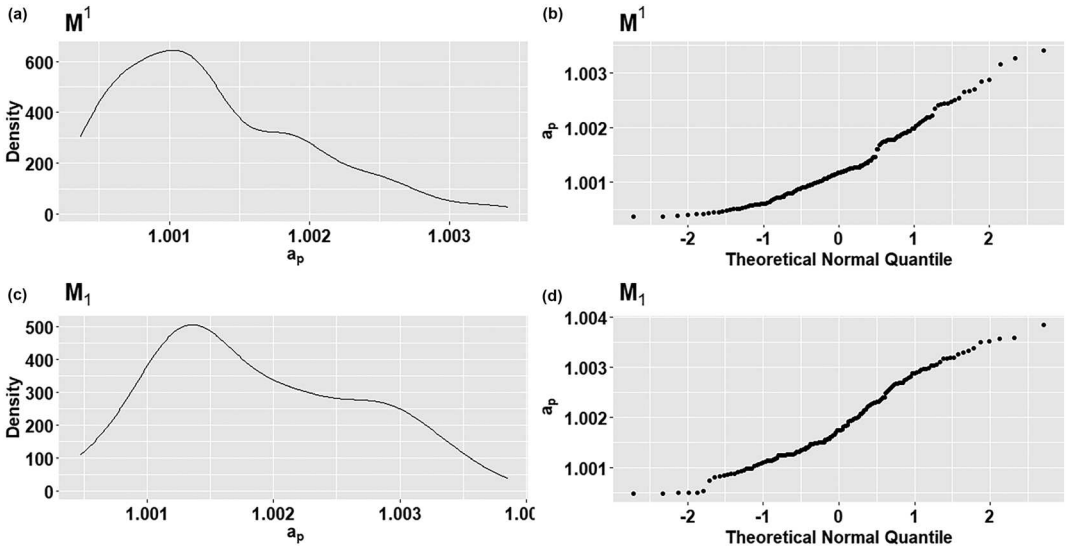 (a)
M¹
Density
600
400
200
0
1.001
1.002
1.003
aₚ
(b)
M¹
aₚ
1.003
1.002
1.001
-2
-1
0
1
2
Theoretical Normal Quantile
(c)
M₁
Density
500
400
300
200
100
0
1.001
1.002
1.003
1.00
aₚ
(d)
M₁
aₚ
1.004
1.003
1.002
1.001
-2
-1
0
1
2
Theoretical Normal Quantile